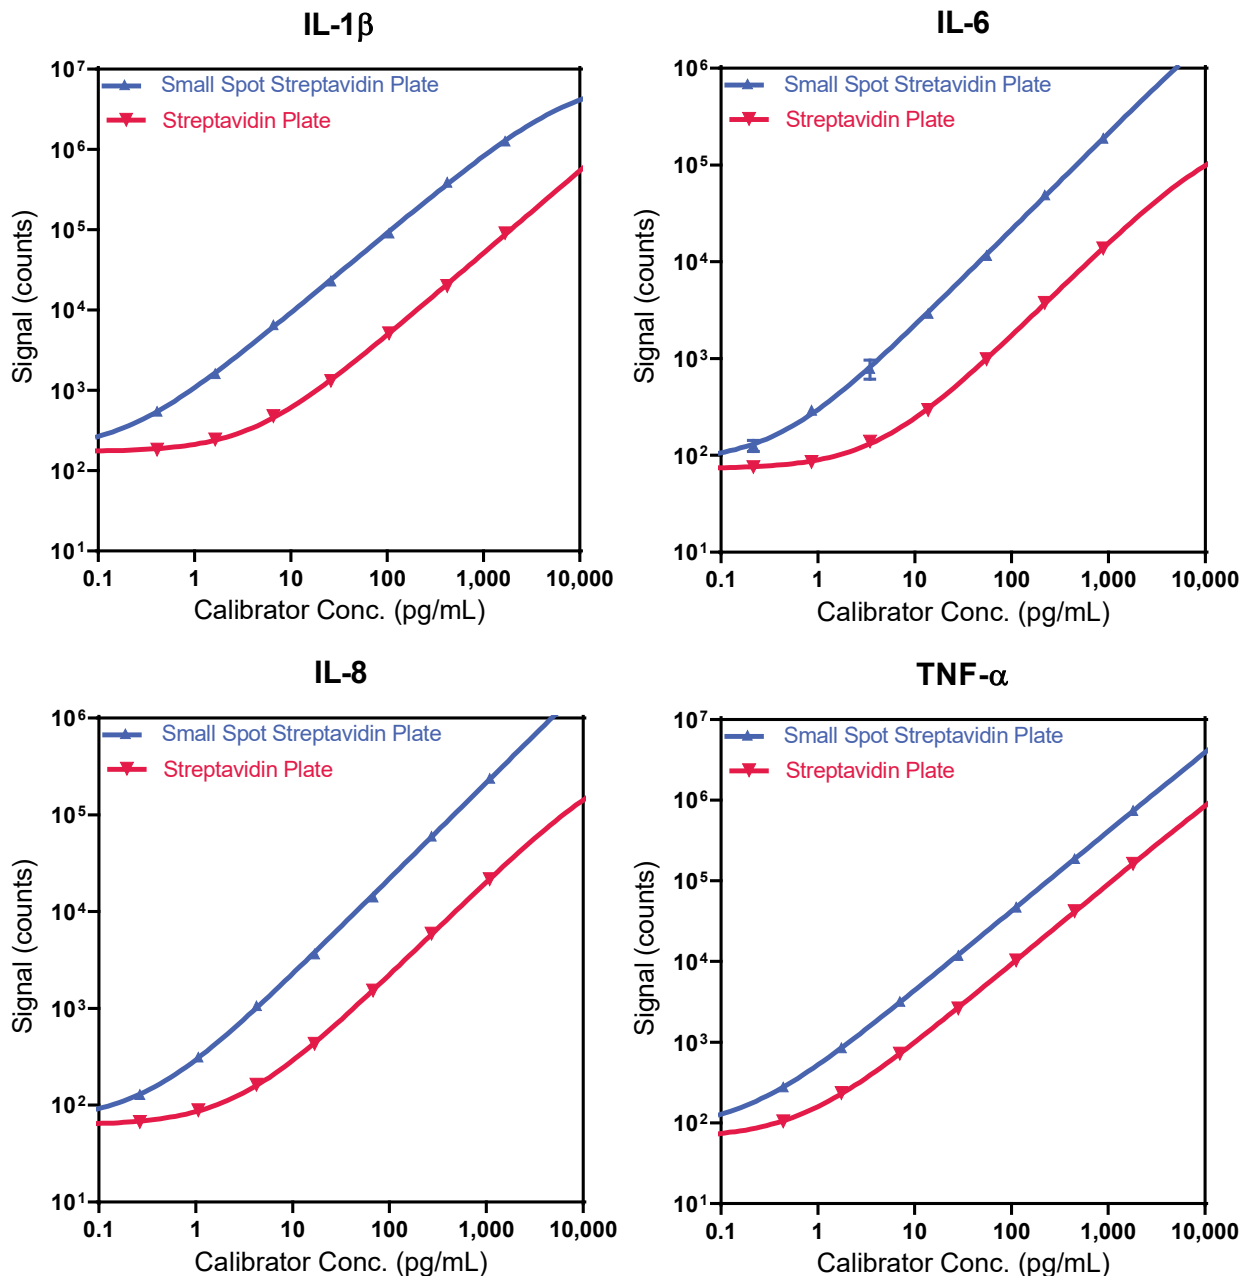 IL-1β
10⁷
10⁶
10⁵
10⁴
10³
10²
10¹
Signal (counts)
Small Spot Streptavidin Plate
Streptavidin Plate
0.1 1 10 100 1,000 10,000
Calibrator Conc. (pg/mL)
IL-6
10⁶
10⁵
10⁴
10³
10²
10¹
Signal (counts)
Small Spot Stretavidin Plate
Streptavidin Plate
0.1 1 10 100 1,000 10,000
Calibrator Conc. (pg/mL)
IL-8
10⁶
10⁵
10⁴
10³
10²
10¹
Signal (counts)
Small Spot Streptavidin Plate
Streptavidin Plate
0.1 1 10 100 1,000 10,000
Calibrator Conc. (pg/mL)
TNF-α
10⁷
10⁶
10⁵
10⁴
10³
10²
10¹
Signal (counts)
Small Spot Streptavidin Plate
Streptavidin Plate
0.1 1 10 100 1,000 10,000
Calibrator Conc. (pg/mL)